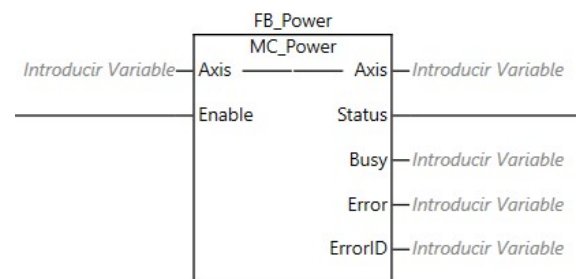 FB_Power
MC_Power
Introducir Variable Axis Axis Introducir Variable
Enable Status
Busy Introducir Variable
Error Introducir Variable
ErrorID Introducir Variable